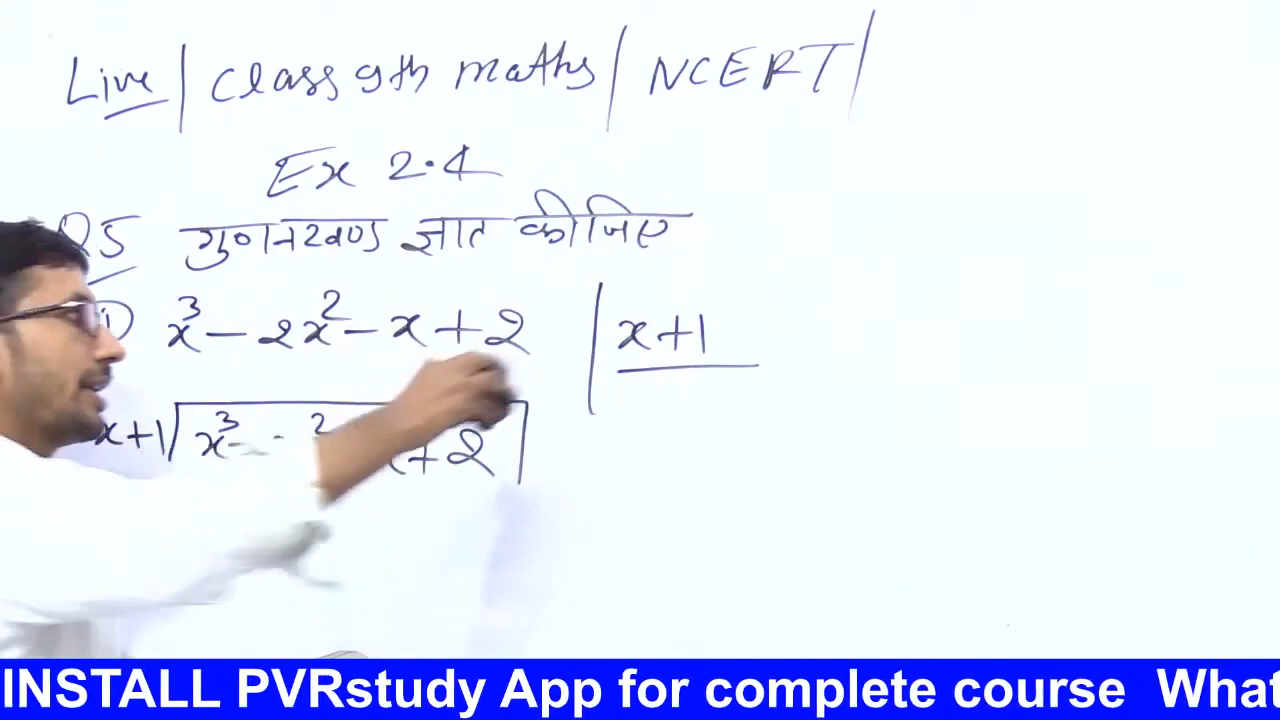 Live | Class 9th maths | NCERT |
Ex 2.4
Q5 गुणनखण्ड ज्ञात कीजिए
x³ - 2x² - x + 2 | x+1
x+1 x³ - 2 + 2
INSTALL PVRstudy App for complete course What